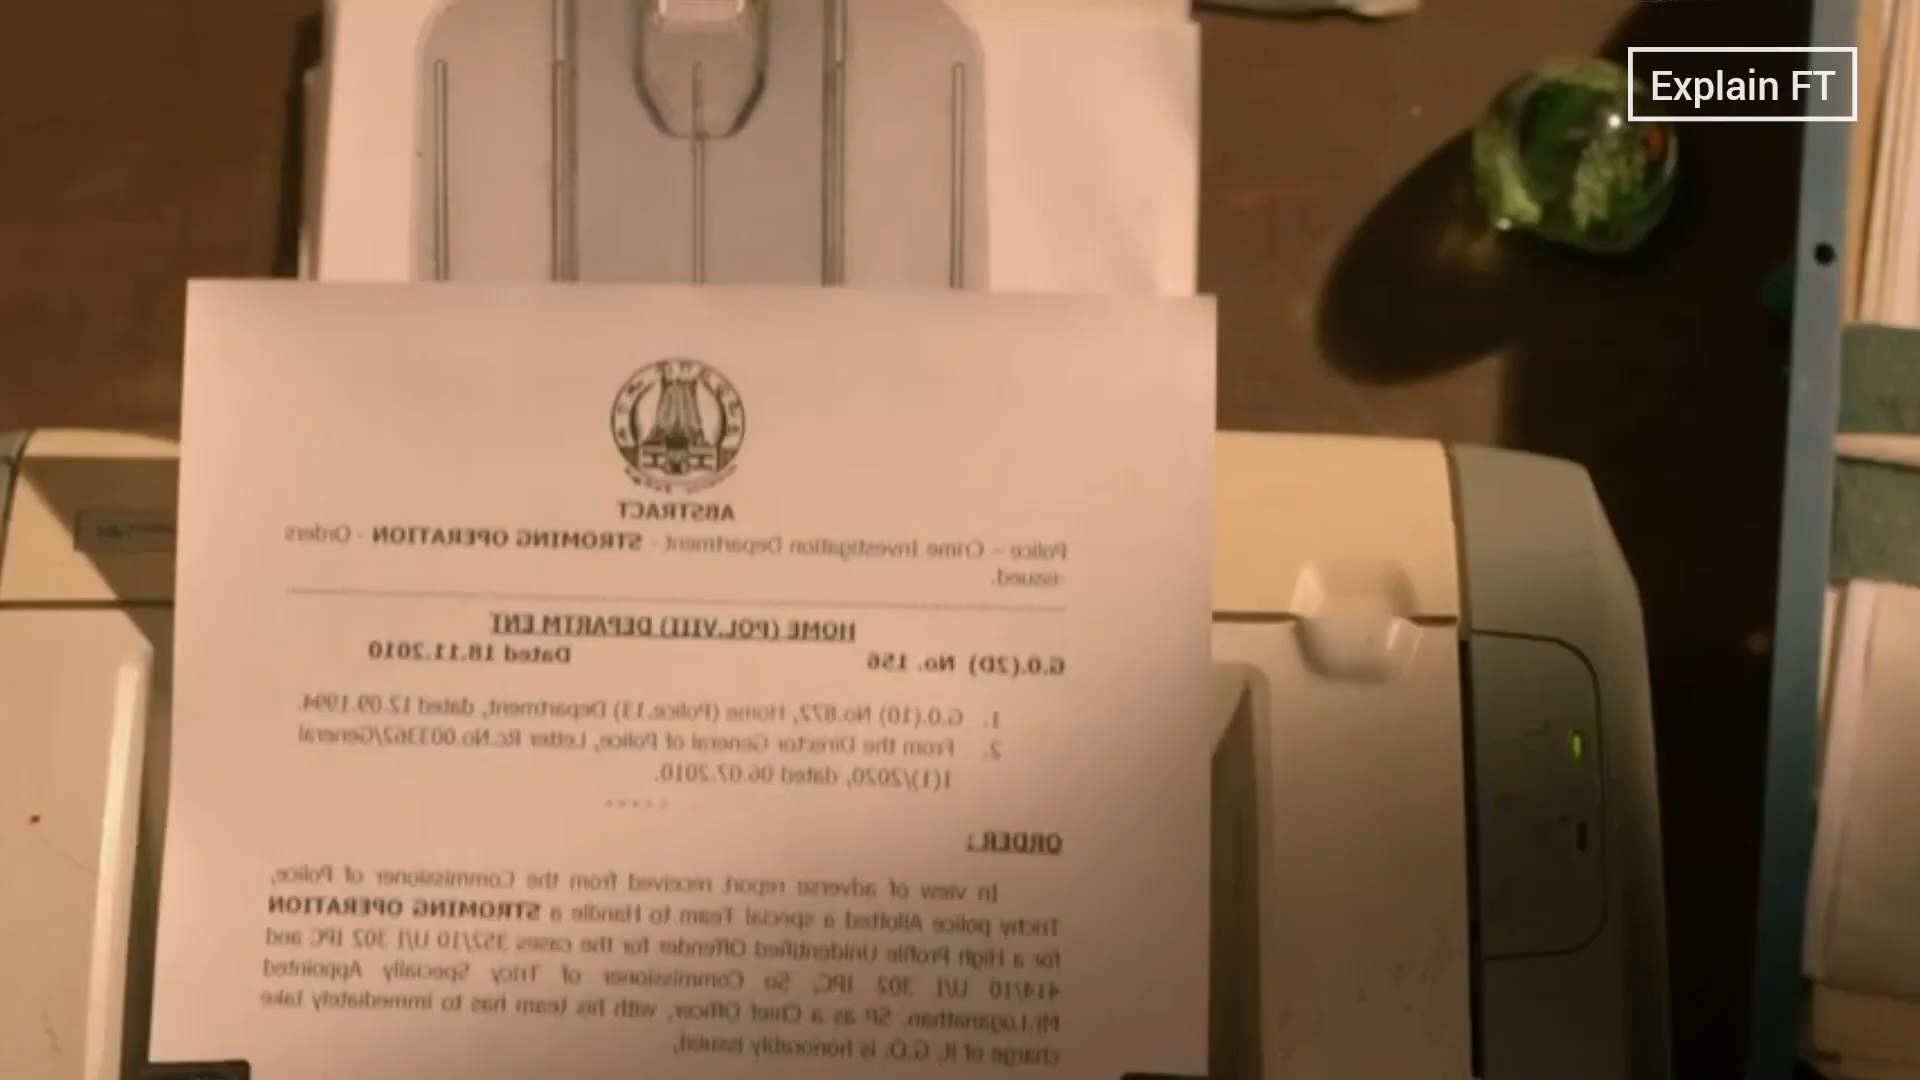 Explain FT
ABSTRACT
Police – Crime Investigation Department - STROMING OPERATION - Orders
issued.
HOME (POL.VIII) DEPARTMENT
G.O.(2D) No. 156 Dated 18.11.2010
1. G.O.(10) No.877, Home (Police.13) Department, dated 12.09.1994.
2. From the Director General of Police, Letter Rc.No.003362/General
1(1)/2020, dated 06.07.2010.
*****
ORDER:
In view of adverse report received from the Commissioner of Police,
Trichy police Allotted a special Team to Handle a STROMING OPERATION
for a High Profile Unidentified Offender for the cases 352/10 U/I 302 IPC and
414/10 U/I 302 IPC, So Commissioner of Tricy Specially Appointed
Mr.Loganathan, SP as a Chief Officer, with his team has to immediately take
charge of it, G.O. is honorably issued.